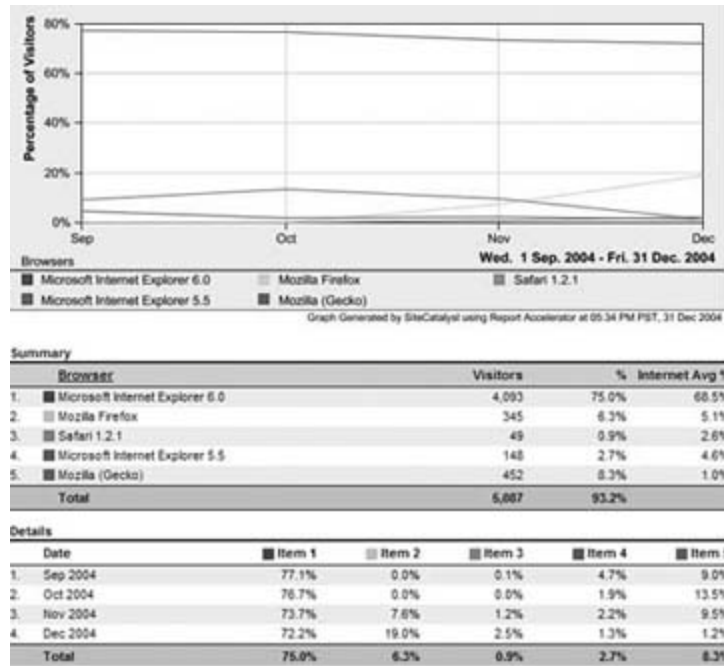 80%
60%
40%
20%
0%
Percentage of Visitors
Sep Oct Nov Dec
Browsers
Wed. 1 Sep. 2004 - Fri. 31 Dec. 2004
Microsoft Internet Explorer 6.0 Mozilla Firefox Safari 1.2.1
Microsoft Internet Explorer 5.5 Mozilla (Gecko)
Graph Generated by SiteCatalyst using Report Accelerator at 05:34 PM PST, 31 Dec 2004
Summary
Browser Visitors % Internet Avg %
1. Microsoft Internet Explorer 6.0 4,093 75.0% 68.5%
2. Mozilla Firefox 345 6.3% 5.1%
3. Safari 1.2.1 49 0.9% 2.6%
4. Microsoft Internet Explorer 5.5 148 2.7% 4.6%
5. Mozilla (Gecko) 452 8.3% 1.0%
Total 5,087 93.2%
Details
Date Item 1 Item 2 Item 3 Item 4 Item
1. Sep 2004 77.1% 0.0% 0.1% 4.7% 9.0%
2. Oct 2004 76.7% 0.0% 0.0% 1.9% 13.5%
3. Nov 2004 73.7% 7.6% 1.2% 2.2% 9.5%
4. Dec 2004 72.2% 19.0% 2.5% 1.3% 1.2%
Total 75.0% 6.3% 0.9% 2.7% 8.3%